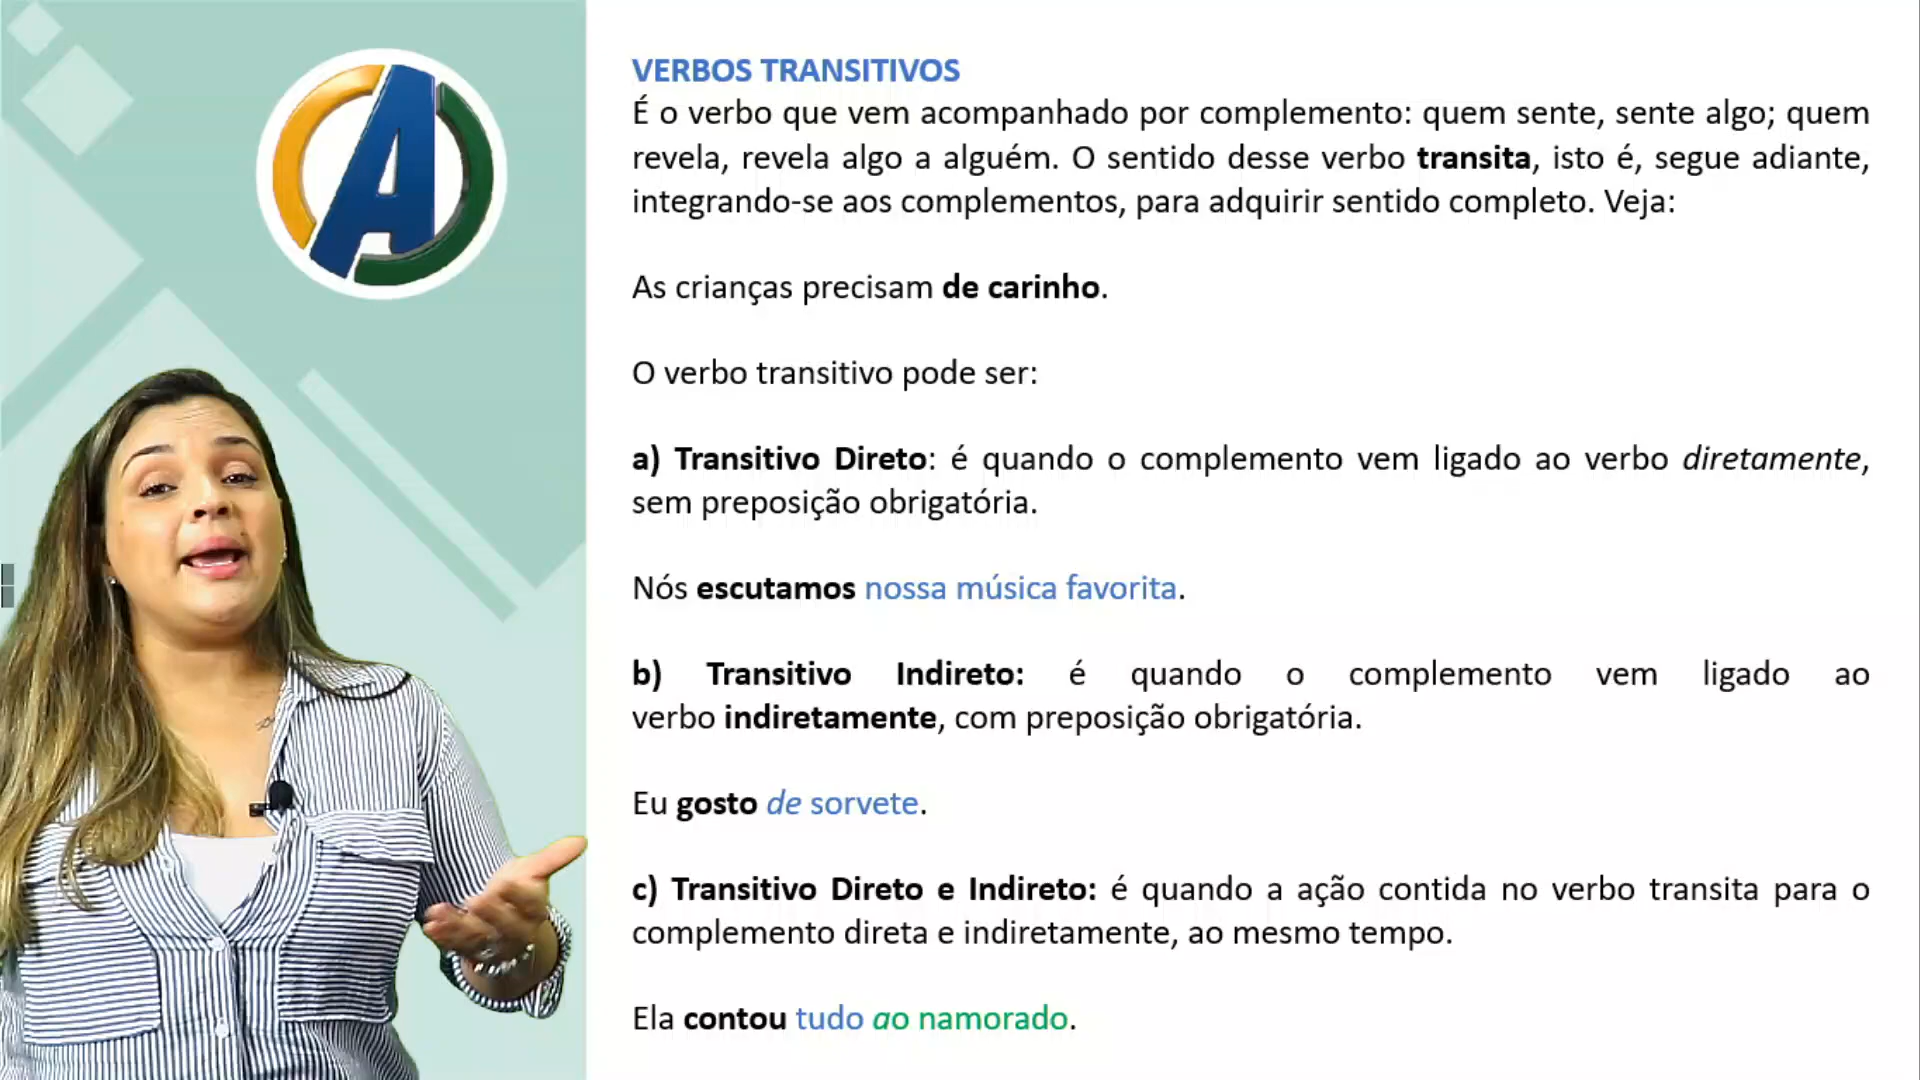 VERBOS TRANSITIVOS
É o verbo que vem acompanhado por complemento: quem sente, sente algo; quem
revela, revela algo a alguém. O sentido desse verbo transita, isto é, segue adiante,
integrando-se aos complementos, para adquirir sentido completo. Veja:
As crianças precisam de carinho.
O verbo transitivo pode ser:
a) Transitivo Direto: é quando o complemento vem ligado ao verbo diretamente,
sem preposição obrigatória.
Nós escutamos nossa música favorita.
b) Transitivo Indireto: é quando o complemento vem ligado ao
verbo indiretamente, com preposição obrigatória.
Eu gosto de sorvete.
c) Transitivo Direto e Indireto: é quando a ação contida no verbo transita para o
complemento direta e indiretamente, ao mesmo tempo.
Ela contou tudo ao namorado.
A